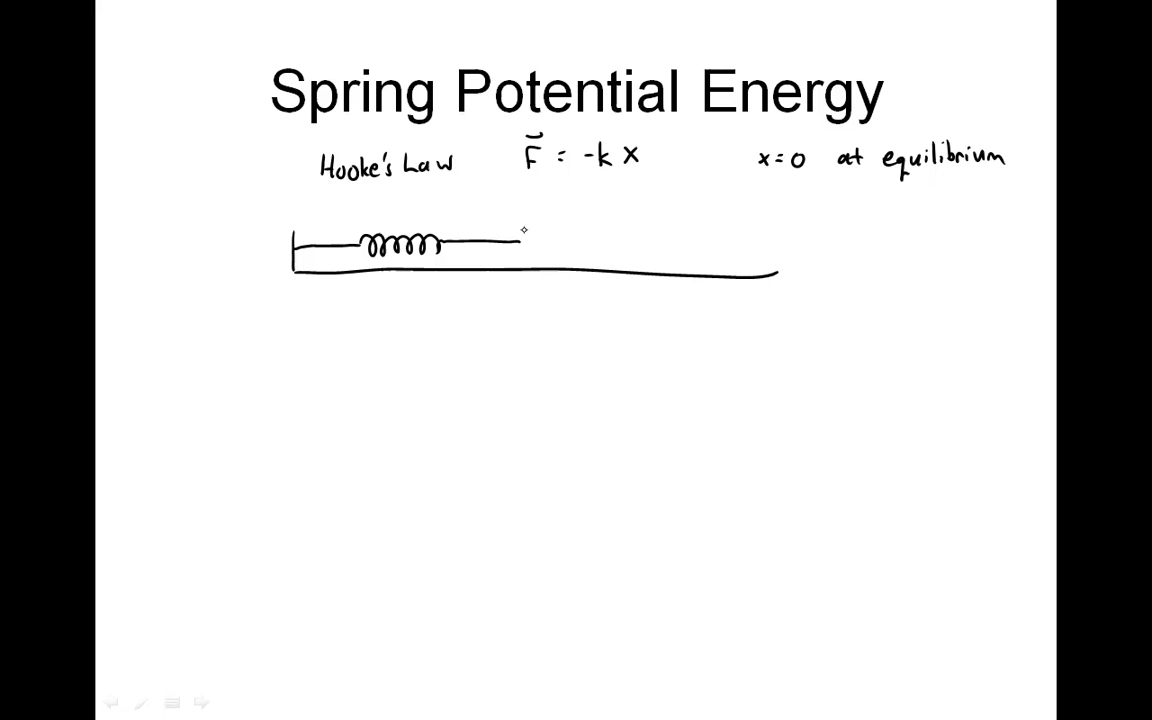 Spring Potential Energy
Hooke's Law F⃗ = -k x x=0 at equilibrium